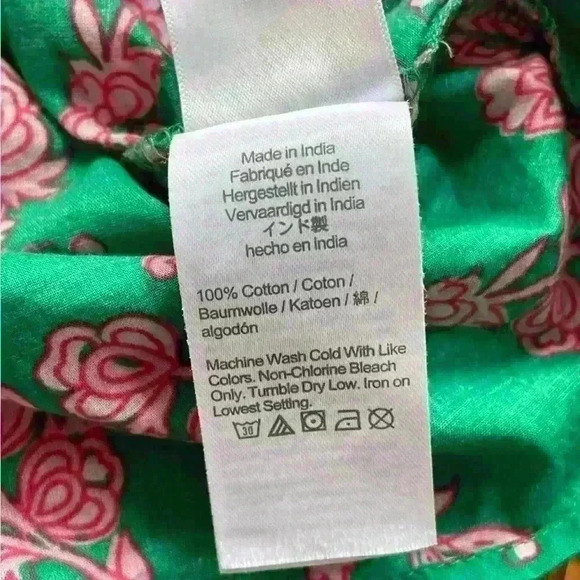 Made in India
Fabriqué en Inde
Hergestellt in Indien
Vervaardigd in India
インド製
hecho en India
100% Cotton / Coton /
Baumwolle / Katoen / 綿 /
algodón
Machine Wash Cold With Like
Colors. Non-Chlorine Bleach
Only. Tumble Dry Low. Iron on
Lowest Setting.
30